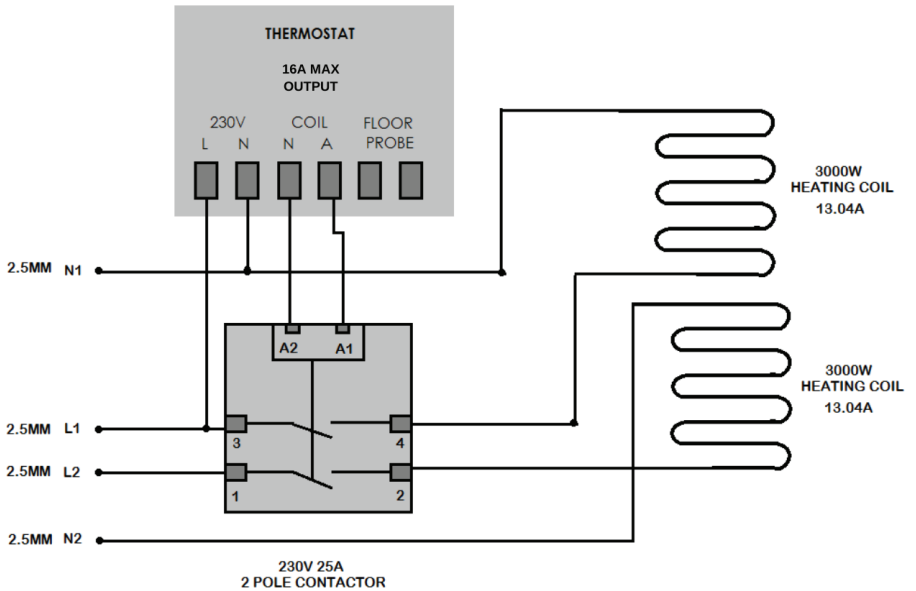 THERMOSTAT
16A MAX
OUTPUT
230V COIL FLOOR
L N N A PROBE
3000W
HEATING COIL
13.04A
2.5MM N1
A2 A1
3000W
HEATING COIL
13.04A
2.5MM L1
3 4
2.5MM L2
1 2
2.5MM N2
230V 25A
2 POLE CONTACTOR